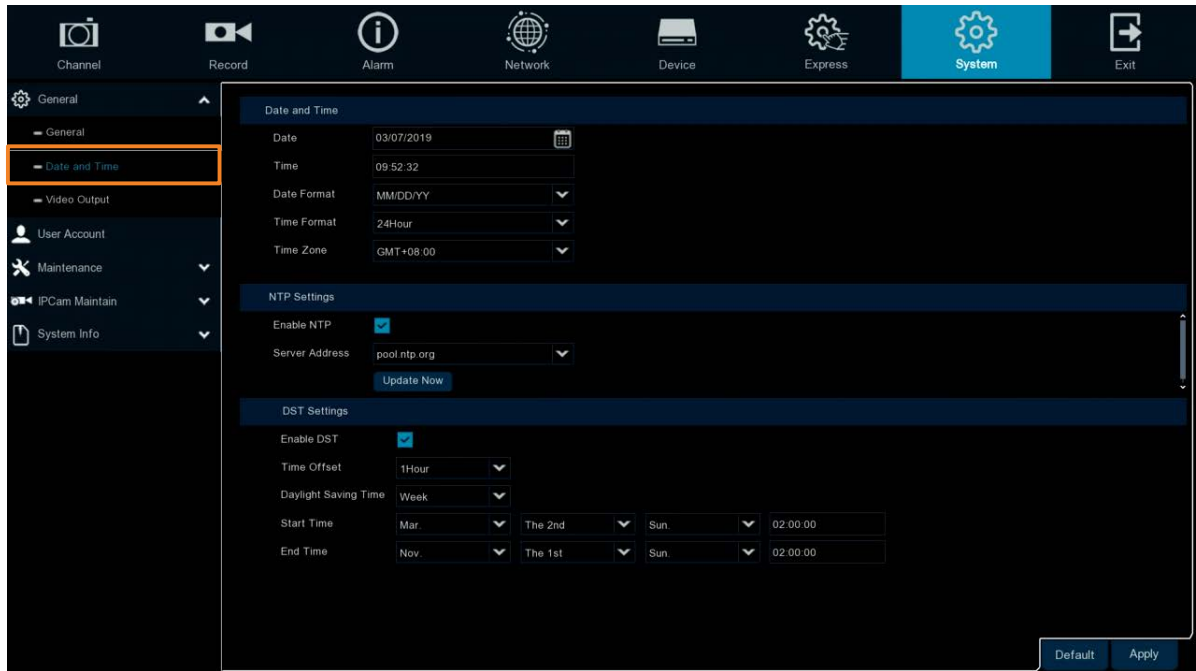 Channel Record Alarm Network Device Express System Exit
General
General
Date and Time
Video Output
User Account
Maintenance
IPCam Maintain
System Info
Date and Time
Date 03/07/2019
Time 09:52:32
Date Format MM/DD/YY
Time Format 24Hour
Time Zone GMT+08:00
NTP Settings
Enable NTP
Server Address pool.ntp.org
Update Now
DST Settings
Enable DST
Time Offset 1Hour
Daylight Saving Time Week
Start Time Mar. The 2nd Sun. 02:00:00
End Time Nov. The 1st Sun. 02:00:00
Default Apply